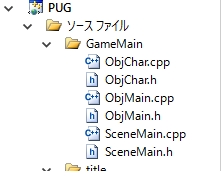 PUG
ソース ファイル
GameMain
ObjChar.cpp
ObjChar.h
ObjMain.cpp
ObjMain.h
SceneMain.cpp
SceneMain.h
title